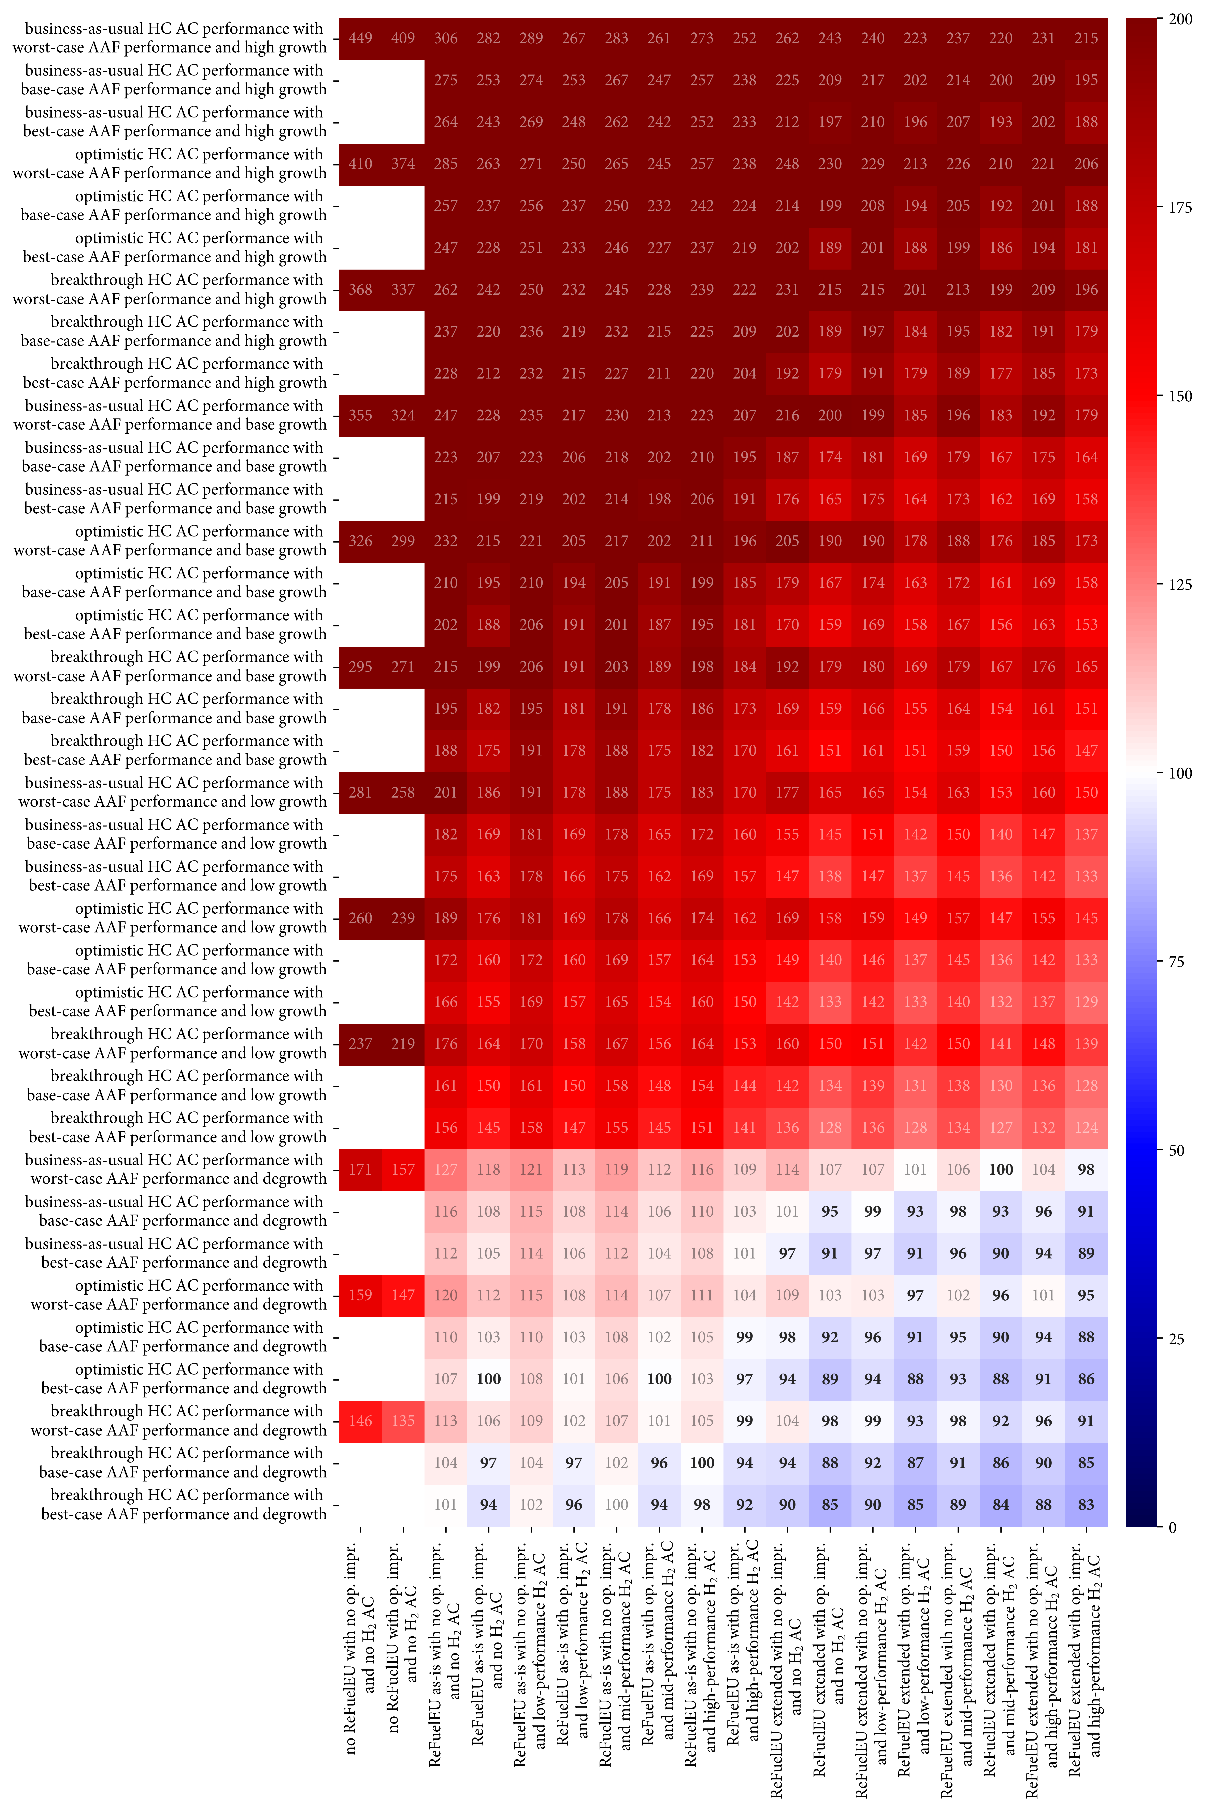 business-as-usual HC AC performance with
worst-case AAF performance and high growth
449 409 306 282 289 267 283 261 273 252 262 243 240 223 237 220 231 215
business-as-usual HC AC performance with
base-case AAF performance and high growth
275 253 274 253 267 247 257 238 225 209 217 202 214 200 209 195
business-as-usual HC AC performance with
best-case AAF performance and high growth
264 243 269 248 262 242 252 233 212 197 210 196 207 193 202 188
optimistic HC AC performance with
worst-case AAF performance and high growth
410 374 285 263 271 250 265 245 257 238 248 230 229 213 226 210 221 206
optimistic HC AC performance with
base-case AAF performance and high growth
257 237 256 237 250 232 242 224 214 199 208 194 205 192 201 188
optimistic HC AC performance with
best-case AAF performance and high growth
247 228 251 233 246 227 237 219 202 189 201 188 199 186 194 181
breakthrough HC AC performance with
worst-case AAF performance and high growth
368 337 262 242 250 232 245 228 239 222 231 215 215 201 213 199 209 196
breakthrough HC AC performance with
base-case AAF performance and high growth
237 220 236 219 232 215 225 209 202 189 197 184 195 182 191 179
breakthrough HC AC performance with
best-case AAF performance and high growth
228 212 232 215 227 211 220 204 192 179 191 179 189 177 185 173
business-as-usual HC AC performance with
worst-case AAF performance and base growth
355 324 247 228 235 217 230 213 223 207 216 200 199 185 196 183 192 179
business-as-usual HC AC performance with
base-case AAF performance and base growth
223 207 223 206 218 202 210 195 187 174 181 169 179 167 175 164
business-as-usual HC AC performance with
best-case AAF performance and base growth
215 199 219 202 214 198 206 191 176 165 175 164 173 162 169 158
optimistic HC AC performance with
worst-case AAF performance and base growth
326 299 232 215 221 205 217 202 211 196 205 190 190 178 188 176 185 173
optimistic HC AC performance with
base-case AAF performance and base growth
210 195 210 194 205 191 199 185 179 167 174 163 172 161 169 158
optimistic HC AC performance with
best-case AAF performance and base growth
202 188 206 191 201 187 195 181 170 159 169 158 167 156 163 153
breakthrough HC AC performance with
worst-case AAF performance and base growth
295 271 215 199 206 191 203 189 198 184 192 179 180 169 179 167 176 165
breakthrough HC AC performance with
base-case AAF performance and base growth
195 182 195 181 191 178 186 173 169 159 166 155 164 154 161 151
breakthrough HC AC performance with
best-case AAF performance and base growth
188 175 191 178 188 175 182 170 161 151 161 151 159 150 156 147
business-as-usual HC AC performance with
worst-case AAF performance and low growth
281 258 201 186 191 178 188 175 183 170 177 165 165 154 163 153 160 150
business-as-usual HC AC performance with
base-case AAF performance and low growth
182 169 181 169 178 165 172 160 155 145 151 142 150 140 147 137
business-as-usual HC AC performance with
best-case AAF performance and low growth
175 163 178 166 175 162 169 157 147 138 147 137 145 136 142 133
optimistic HC AC performance with
worst-case AAF performance and low growth
260 239 189 176 181 169 178 166 174 162 169 158 159 149 157 147 155 145
optimistic HC AC performance with
base-case AAF performance and low growth
172 160 172 160 169 157 164 153 149 140 146 137 145 136 142 133
optimistic HC AC performance with
best-case AAF performance and low growth
166 155 169 157 165 154 160 150 142 133 142 133 140 132 137 129
breakthrough HC AC performance with
worst-case AAF performance and low growth
237 219 176 164 170 158 167 156 164 153 160 150 151 142 150 141 148 139
breakthrough HC AC performance with
base-case AAF performance and low growth
161 150 161 150 158 148 154 144 142 134 139 131 138 130 136 128
breakthrough HC AC performance with
best-case AAF performance and low growth
156 145 158 147 155 145 151 141 136 128 136 128 134 127 132 124
business-as-usual HC AC performance with
worst-case AAF performance and degrowth
171 157 127 118 121 113 119 112 116 109 114 107 107 101 106 100 104 98
business-as-usual HC AC performance with
base-case AAF performance and degrowth
116 108 115 108 114 106 110 103 101 95 99 93 98 93 96 91
business-as-usual HC AC performance with
best-case AAF performance and degrowth
112 105 114 106 112 104 108 101 97 91 97 91 96 90 94 89
optimistic HC AC performance with
worst-case AAF performance and degrowth
159 147 120 112 115 108 114 107 111 104 109 103 103 97 102 96 101 95
optimistic HC AC performance with
base-case AAF performance and degrowth
110 103 110 103 108 102 105 99 98 92 96 91 95 90 94 88
optimistic HC AC performance with
best-case AAF performance and degrowth
107 100 108 101 106 100 103 97 94 89 94 88 93 88 91 86
breakthrough HC AC performance with
worst-case AAF performance and degrowth
146 135 113 106 109 102 107 101 105 99 104 98 99 93 98 92 96 91
breakthrough HC AC performance with
base-case AAF performance and degrowth
104 97 104 97 102 96 100 94 94 88 92 87 91 86 90 85
breakthrough HC AC performance with
best-case AAF performance and degrowth
101 94 102 96 100 94 98 92 90 85 90 85 89 84 88 83
no ReFuelEU with no op. impr.
and no H₂ AC
no ReFuelEU with op. impr.
and no H₂ AC
ReFuelEU as-is with no op. impr.
and no H₂ AC
ReFuelEU as-is with op. impr.
and no H₂ AC
ReFuelEU as-is with no op. impr.
and low-performance H₂ AC
ReFuelEU as-is with op. impr.
and low-performance H₂ AC
ReFuelEU as-is with no op. impr.
and mid-performance H₂ AC
ReFuelEU as-is with op. impr.
and mid-performance H₂ AC
ReFuelEU as-is with no op. impr.
and high-performance H₂ AC
ReFuelEU as-is with op. impr.
and high-performance H₂ AC
ReFuelEU extended with no op. impr.
and no H₂ AC
ReFuelEU extended with op. impr.
and no H₂ AC
ReFuelEU extended with no op. impr.
and low-performance H₂ AC
ReFuelEU extended with op. impr.
and low-performance H₂ AC
ReFuelEU extended with no op. impr.
and mid-performance H₂ AC
ReFuelEU extended with op. impr.
and mid-performance H₂ AC
ReFuelEU extended with no op. impr.
and high-performance H₂ AC
ReFuelEU extended with op. impr.
and high-performance H₂ AC
200
175
150
125
100
75
50
25
0